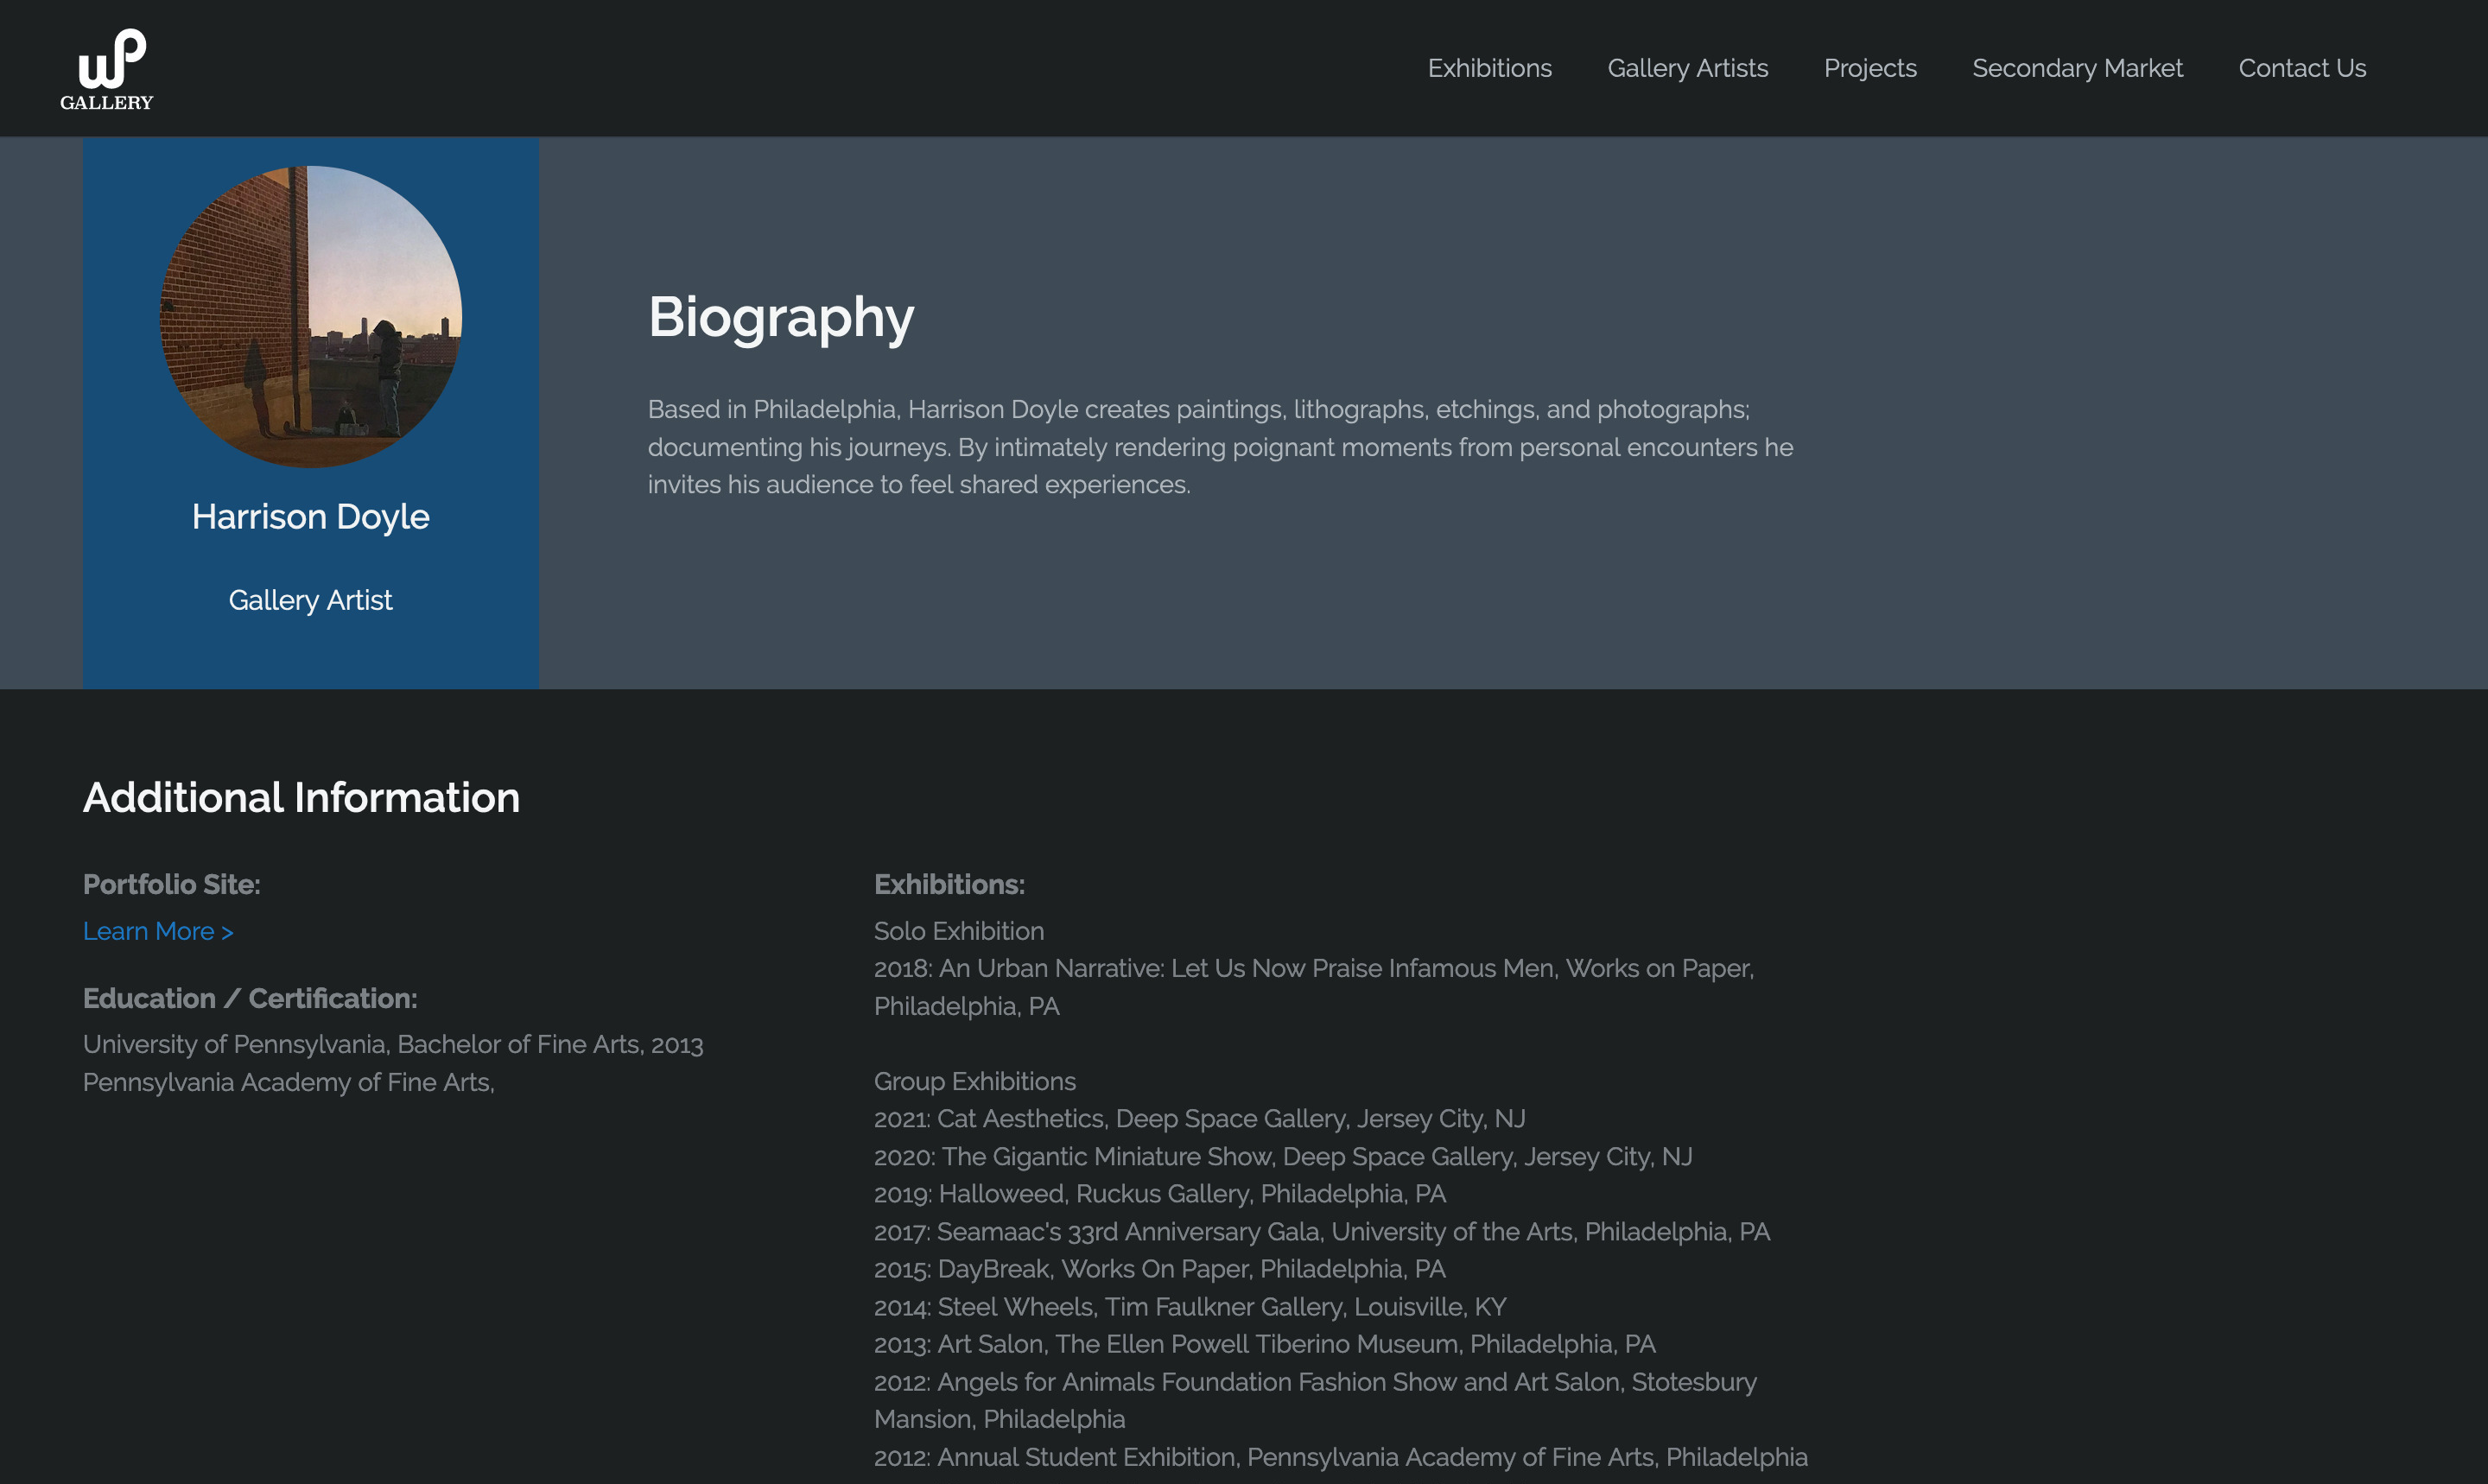 wp
GALLERY
Exhibitions Gallery Artists Projects Secondary Market Contact Us
Harrison Doyle
Gallery Artist
Biography
Based in Philadelphia, Harrison Doyle creates paintings, lithographs, etchings, and photographs;
documenting his journeys. By intimately rendering poignant moments from personal encounters he
invites his audience to feel shared experiences.
Additional Information
Portfolio Site:
Learn More >
Education / Certification:
University of Pennsylvania, Bachelor of Fine Arts, 2013
Pennsylvania Academy of Fine Arts,
Exhibitions:
Solo Exhibition
2018: An Urban Narrative: Let Us Now Praise Infamous Men, Works on Paper,
Philadelphia, PA
Group Exhibitions
2021: Cat Aesthetics, Deep Space Gallery, Jersey City, NJ
2020: The Gigantic Miniature Show, Deep Space Gallery, Jersey City, NJ
2019: Halloweed, Ruckus Gallery, Philadelphia, PA
2017: Seamaac's 33rd Anniversary Gala, University of the Arts, Philadelphia, PA
2015: DayBreak, Works On Paper, Philadelphia, PA
2014: Steel Wheels, Tim Faulkner Gallery, Louisville, KY
2013: Art Salon, The Ellen Powell Tiberino Museum, Philadelphia, PA
2012: Angels for Animals Foundation Fashion Show and Art Salon, Stotesbury
Mansion, Philadelphia
2012: Annual Student Exhibition, Pennsylvania Academy of Fine Arts, Philadelphia